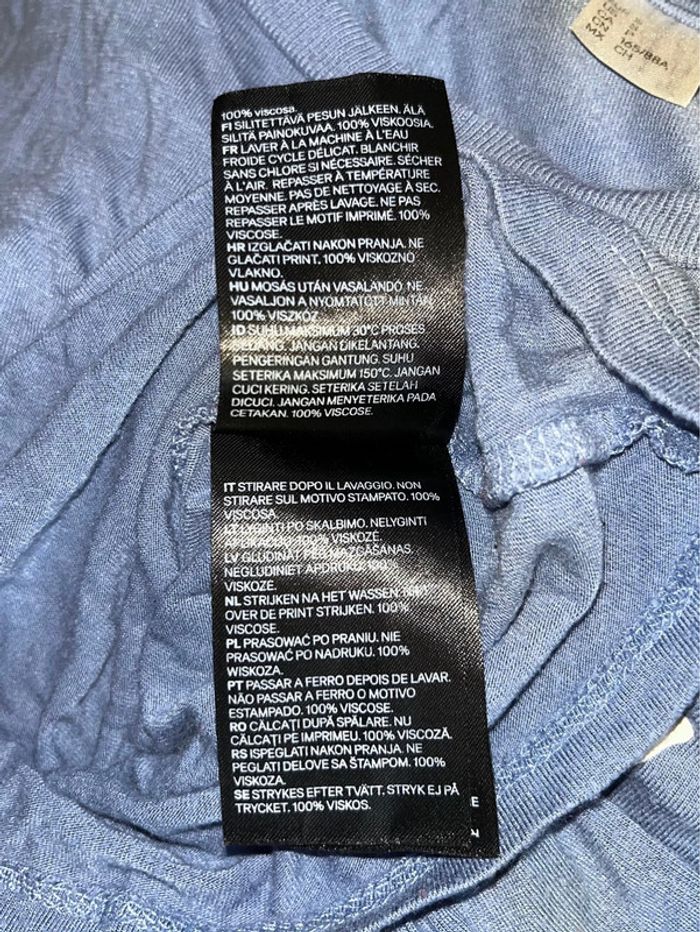 165/88A
CH
100% viscosa.
FI SILITETTÄVÄ PESUN JÄLKEEN. ÄLÄ
SILITÄ PAINOKUVAA. 100% VISKOOSIA.
FR LAVER À LA MACHINE À L'EAU
FROIDE CYCLE DÉLICAT. BLANCHIR
SANS CHLORE SI NÉCESSAIRE. SÉCHER
À L'AIR. REPASSER À TEMPÉRATURE
MOYENNE. PAS DE NETTOYAGE À SEC.
REPASSER APRÈS LAVAGE. NE PAS
REPASSER LE MOTIF IMPRIMÉ. 100%
VISCOSE.
HR IZGLAČATI NAKON PRANJA. NE
GLAČATI PRINT. 100% VISKOZNO
VLAKNO.
HU MOSÁS UTÁN VASALANDÓ. NE
VASALJON A NYOMTATOTT MINTÁN.
100% VISZKÓZ
ID SUHU MAKSIMUM 30°C PROSES
SEDANG. JANGAN DIKELANTANG.
PENGERINGAN GANTUNG. SUHU
SETERIKA MAKSIMUM 150°C. JANGAN
CUCI KERING. SETERIKA SETELAH
DICUCI. JANGAN MENYETERIKA PADA
CETAKAN. 100% VISCOSE.
IT STIRARE DOPO IL LAVAGGIO. NON
STIRARE SUL MOTIVO STAMPATO. 100%
VISCOSA.
LT LYGINTI PO SKALBIMO. NELYGINTI
100%
LV GLUDINĀT PĒC MAZGĀŠANAS.
NEGLUDINIET APDRUKU. 100%
VISKOZE.
NL STRIJKEN NA HET WASSEN. NIET
OVER DE PRINT STRIJKEN. 100%
VISCOSE.
PL PRASOWAĆ PO PRANIU. NIE
PRASOWAĆ PO NADRUKU. 100%
WISKOZA.
PT PASSAR A FERRO DEPOIS DE LAVAR.
NÃO PASSAR A FERRO O MOTIVO
ESTAMPADO. 100% VISCOSE.
RO CĂLCAȚI DUPĂ SPĂLARE. NU
CĂLCAȚI PE IMPRIMEU. 100% VISCOZĂ.
RS ISPEGLATI NAKON PRANJA. NE
PEGLATI DELOVE SA ŠTAMPOM. 100%
VISKOZA.
SE STRYKES EFTER TVÄTT. STRYK EJ PÅ
TRYCKET. 100% VISKOS.